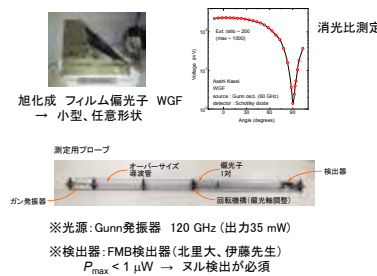 消光比測定
Ext. ratio ~ 200
(max ~ 1000)
Voltage (mV)
Asahi Kasei
WGF
source : Gunn osci. (60 GHz)
detector : Schottky diode
0
30
60
90
Angle (degrees)
旭化成 フィルム偏光子 WGF
→ 小型、任意形状
測定用プローブ
オーバーサイズ
導波管
偏光子
1対
検出器
ガン発振器
回転機構(偏光軸調整)
※光源:Gunn発振器 120 GHz (出力35 mW)
※検出器:FMB検出器(北里大、伊藤先生)
Pmax < 1 μW → ヌル検出が必須